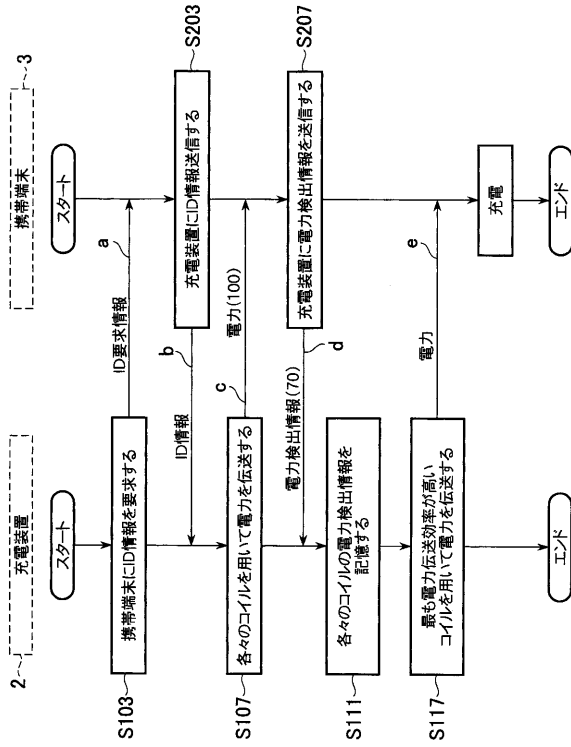 2
充電装置
携帯端末
3
スタート
スタート
S103
携帯端末にID情報を要求する
ID要求情報
a
充電装置にID情報送信する
S203
b
ID情報
S107
各々のコイルを用いて電力を伝送する
c
電力(100)
充電装置に電力検出情報を送信する
S207
d
電力検出情報(70)
S111
各々のコイルの電力検出情報を
記憶する
S117
最も電力伝送効率が高い
コイルを用いて電力を伝送する
電力
e
充電
エンド
エンド